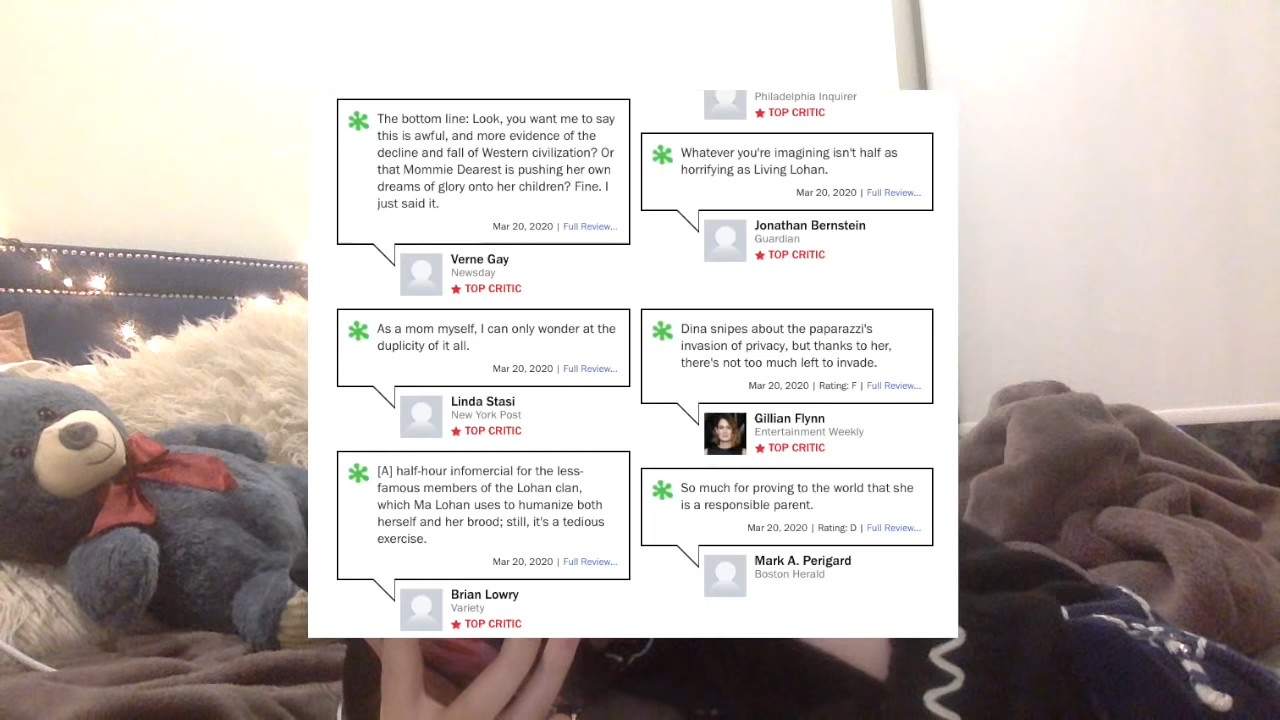 The bottom line: Look, you want me to say
this is awful, and more evidence of the
decline and fall of Western civilization? Or
that Mommie Dearest is pushing her own
dreams of glory onto her children? Fine. I
just said it.
Mar 20, 2020 | Full Review...
Verne Gay
Newsday
TOP CRITIC
As a mom myself, I can only wonder at the
duplicity of it all.
Mar 20, 2020 | Full Review...
Linda Stasi
New York Post
TOP CRITIC
[A] half-hour infomercial for the less-
famous members of the Lohan clan,
which Ma Lohan uses to humanize both
herself and her brood; still, it's a tedious
exercise.
Mar 20, 2020 | Full Review...
Brian Lowry
Variety
TOP CRITIC
Philadelphia Inquirer
TOP CRITIC
Whatever you're imagining isn't half as
horrifying as Living Lohan.
Mar 20, 2020 | Full Review...
Jonathan Bernstein
Guardian
TOP CRITIC
Dina snipes about the paparazzi's
invasion of privacy, but thanks to her,
there's not too much left to invade.
Mar 20, 2020 | Rating: F | Full Review...
Gillian Flynn
Entertainment Weekly
TOP CRITIC
So much for proving to the world that she
is a responsible parent.
Mar 20, 2020 | Rating: D | Full Review...
Mark A. Perigard
Boston Herald